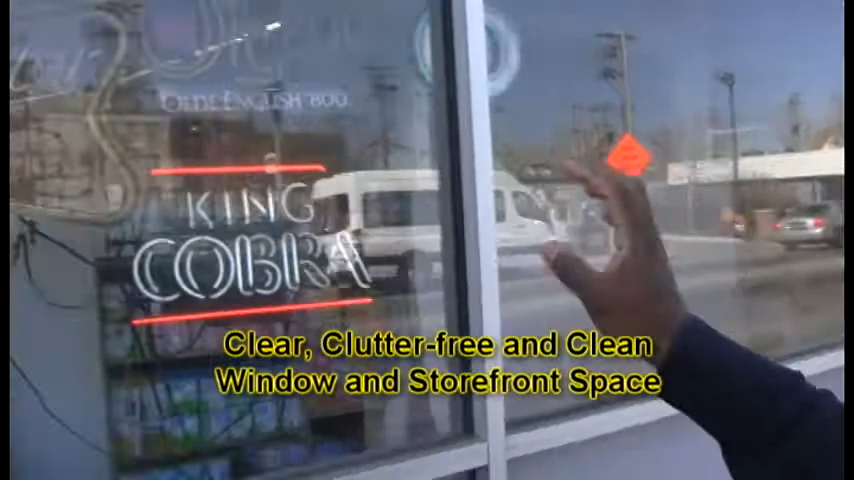 OLDE ENGLISH 800
KING
COBRA
Clear, Clutter-free and Clean
Window and Storefront Space